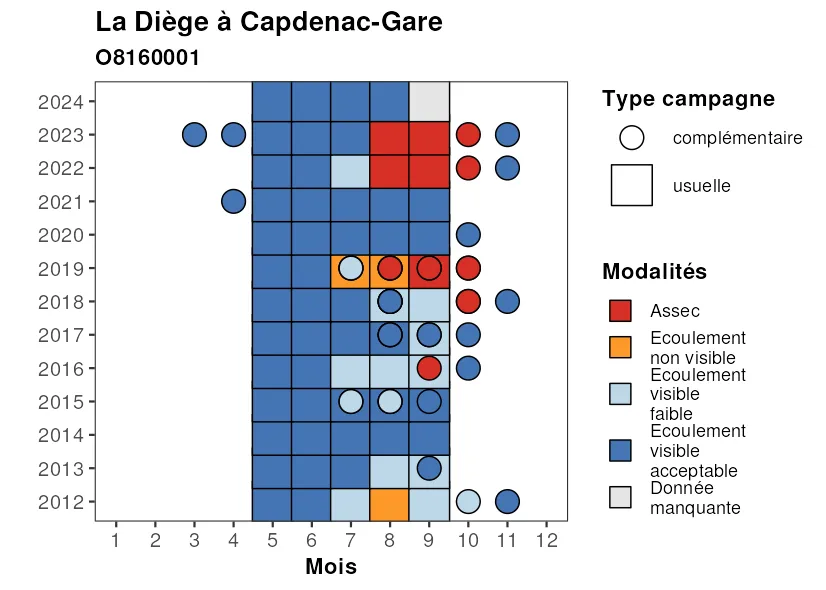 La Diège à Capdenac-Gare
O8160001
2024
2023
2022
2021
2020
2019
2018
2017
2016
2015
2014
2013
2012
1 2 3 4 5 6 7 8 9 10 11 12
Mois
Type campagne
complémentaire
usuelle
Modalités
Assec
Ecoulement
non visible
Ecoulement
visible
faible
Ecoulement
visible
acceptable
Donnée
manquante